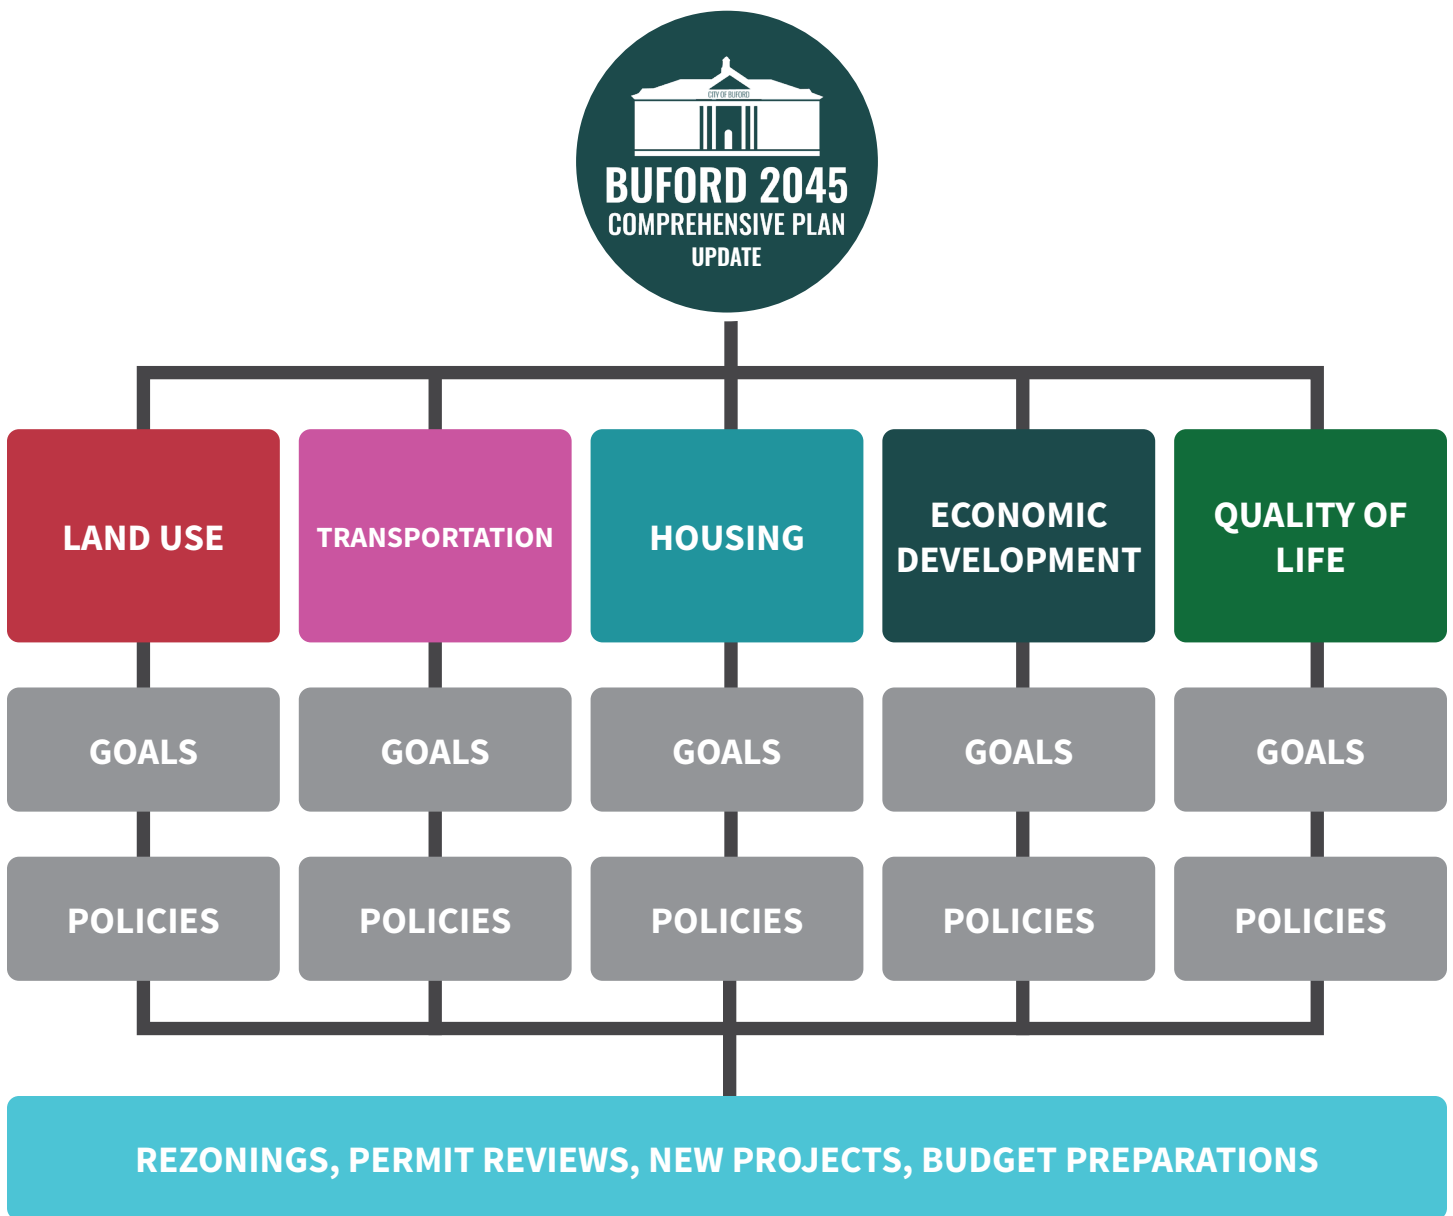 CITY OF BUFORD
BUFORD 2045
COMPREHENSIVE PLAN
UPDATE
LAND USE
TRANSPORTATION
HOUSING
ECONOMIC
DEVELOPMENT
QUALITY OF
LIFE
GOALS
GOALS
GOALS
GOALS
GOALS
POLICIES
POLICIES
POLICIES
POLICIES
POLICIES
REZONINGS, PERMIT REVIEWS, NEW PROJECTS, BUDGET PREPARATIONS